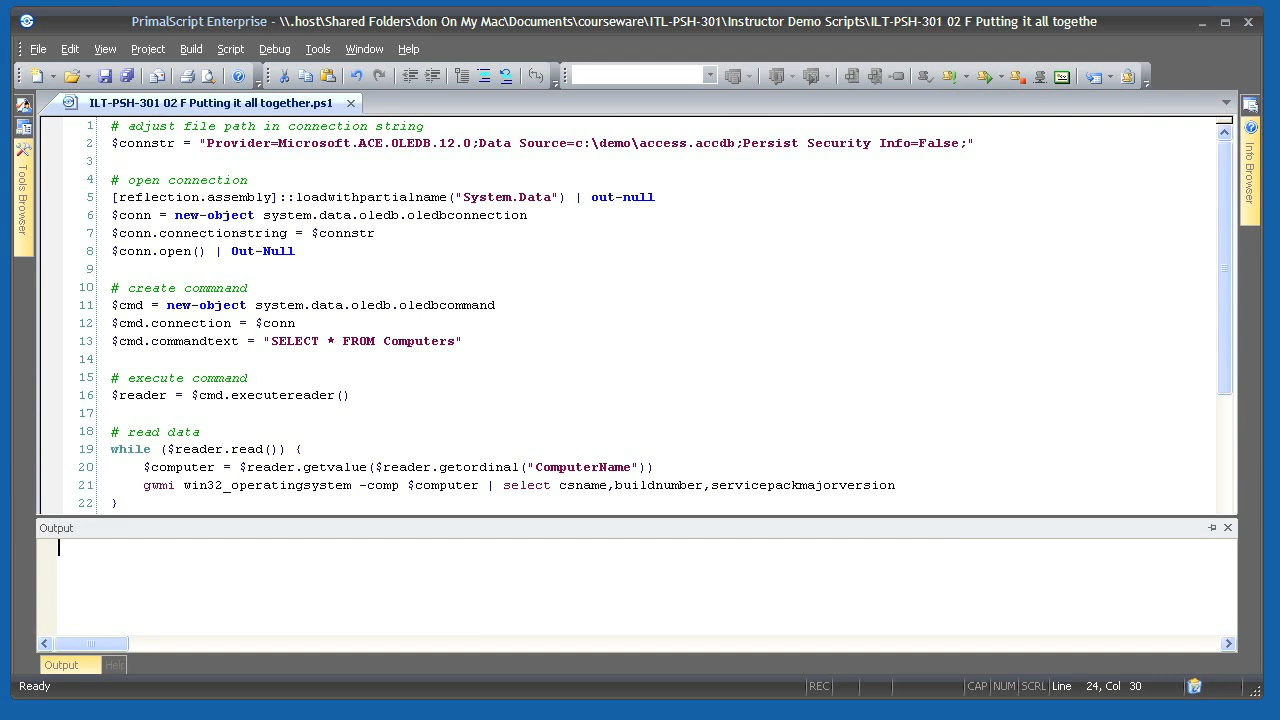 PrimalScript Enterprise - \\.host\Shared Folders\don On My Mac\Documents\courseware\ITL-PSH-301\Instructor Demo Scripts\ILT-PSH-301 02 F Putting it all togethe
File Edit View Project Build Script Debug Tools Window Help
ILT-PSH-301 02 F Putting it all together.ps1
Tools Browser
Info Browser
1 # adjust file path in connection string
2 $connstr = "Provider=Microsoft.ACE.OLEDB.12.0;Data Source=c:\demo\access.accdb;Persist Security Info=False;"
3
4 # open connection
5 [reflection.assembly]::loadwithpartialname("System.Data") | out-null
6 $conn = new-object system.data.oledb.oledbconnection
7 $conn.connectionstring = $connstr
8 $conn.open() | Out-Null
9
10 # create commnand
11 $cmd = new-object system.data.oledb.oledbcommand
12 $cmd.connection = $conn
13 $cmd.commandtext = "SELECT * FROM Computers"
14
15 # execute command
16 $reader = $cmd.executereader()
17
18 # read data
19 while ($reader.read()) {
20 $computer = $reader.getvalue($reader.getordinal("ComputerName"))
21 gwmi win32_operatingsystem -comp $computer | select csname,buildnumber,servicepackmajorversion
22 }
Output
Output Help
Ready REC CAP NUM SCRL Line 24, Col 30